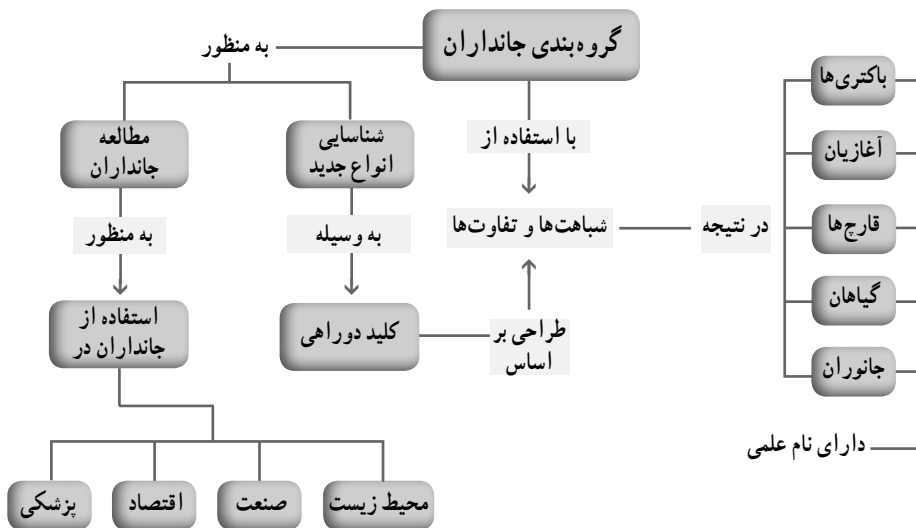 گروه‌بندی جانداران
به منظور
مطالعه
جانداران
شناسایی
انواع جدید
با استفاده از
به منظور
به وسیله
شباهت‌ها و تفاوت‌ها
در نتیجه
باکتری‌ها
آغازیان
قارچ‌ها
گیاهان
جانوران
استفاده از
جانداران در
کلید دوراهی
طراحی بر
اساس
دارای نام علمی
محیط زیست
صنعت
اقتصاد
پزشکی